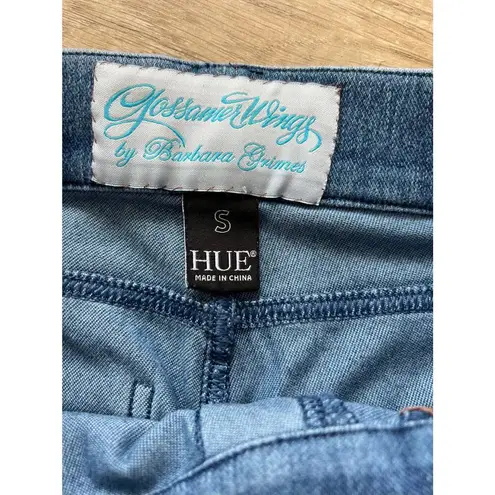 Gossamer Wings
by Barbara Grimes
S
HUE®
MADE IN CHINA